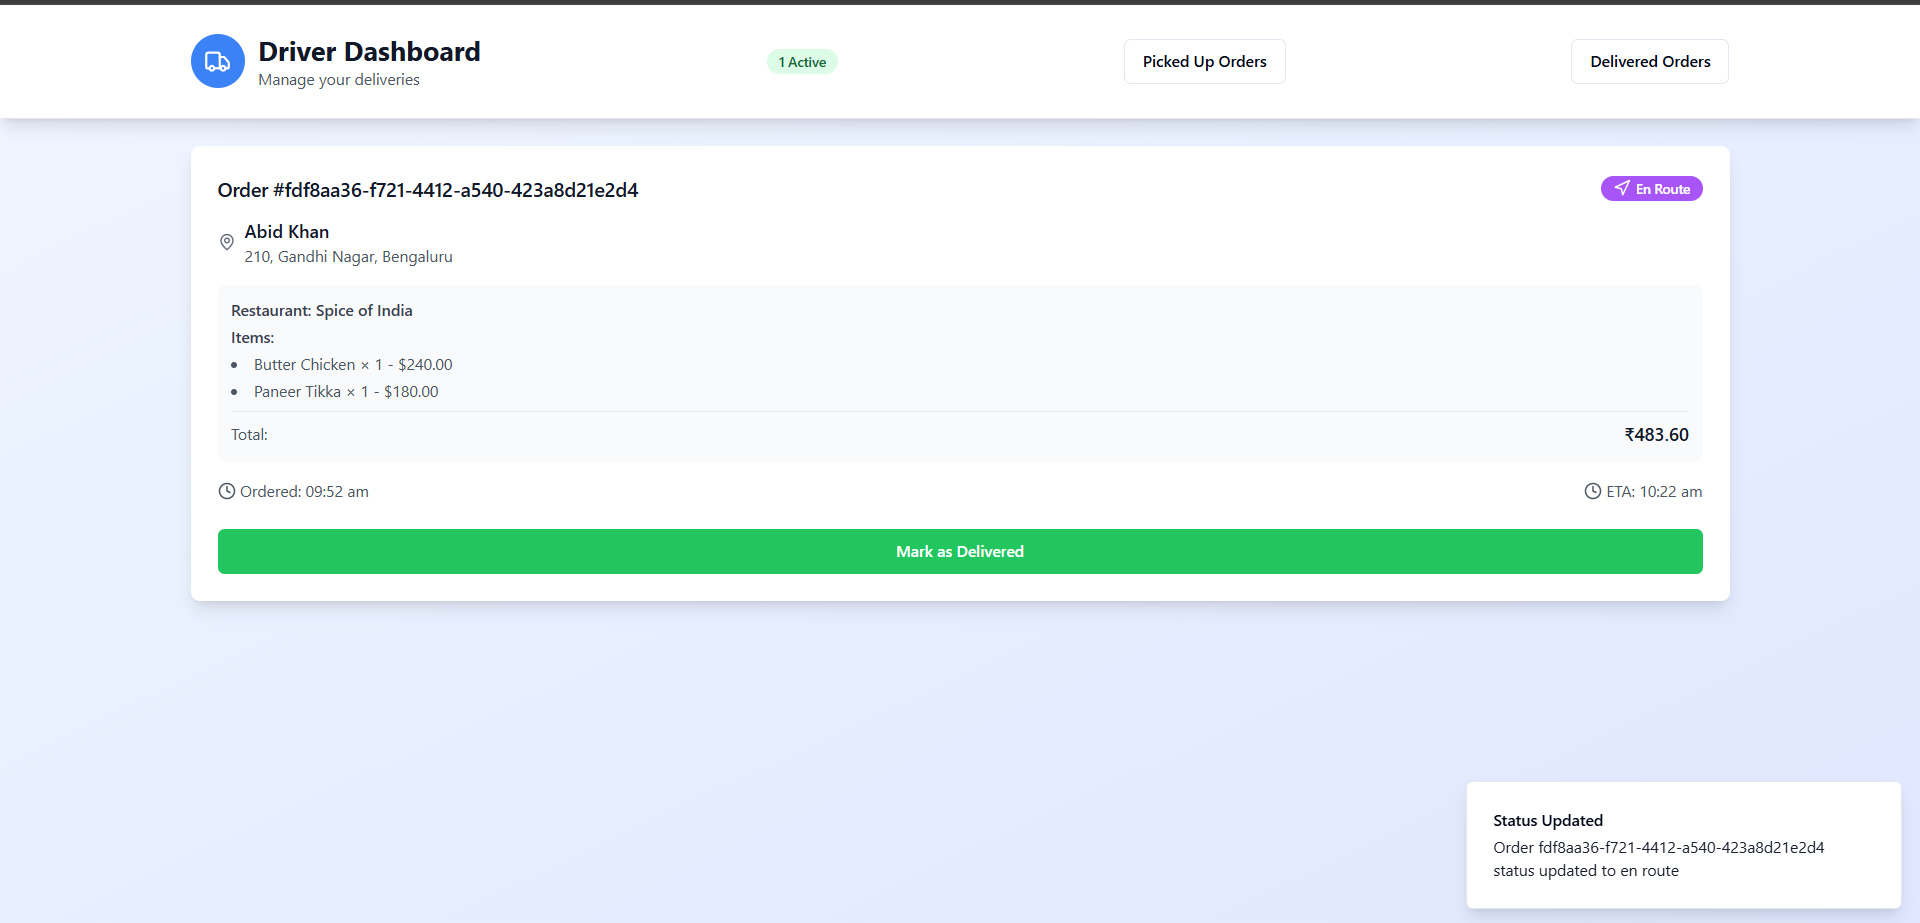 Driver Dashboard
Manage your deliveries
1 Active
Picked Up Orders
Delivered Orders
Order #fdf8aa36-f721-4412-a540-423a8d21e2d4
En Route
Abid Khan
210, Gandhi Nagar, Bengaluru
Restaurant: Spice of India
Items:
• Butter Chicken × 1 - $240.00
• Paneer Tikka × 1 - $180.00
Total: ₹483.60
Ordered: 09:52 am
ETA: 10:22 am
Mark as Delivered
Status Updated
Order fdf8aa36-f721-4412-a540-423a8d21e2d4
status updated to en route